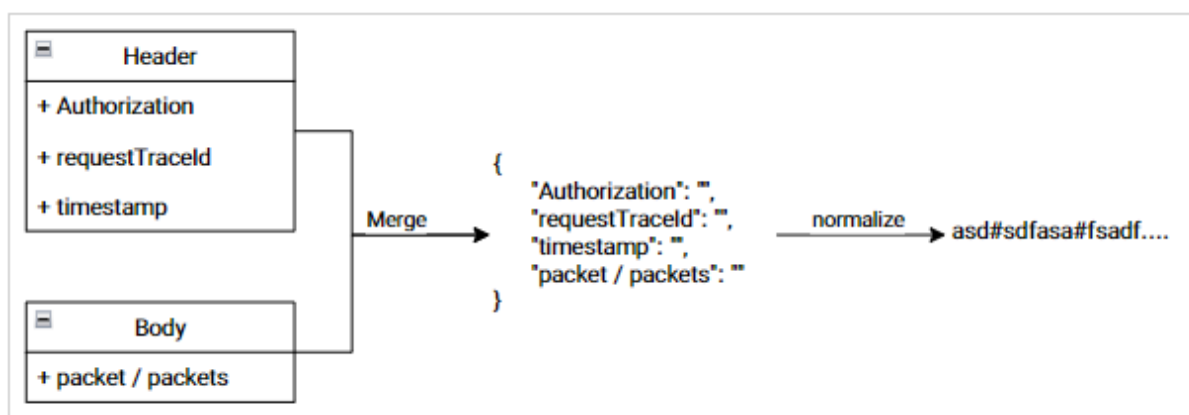 Header
+ Authorization
+ requestTraceId
+ timestamp
Body
+ packet / packets
Merge
{
"Authorization": "",
"requestTraceId": "",
"timestamp": "",
"packet / packets": ""
}
normalize
asd#sdfasa#fsadf....